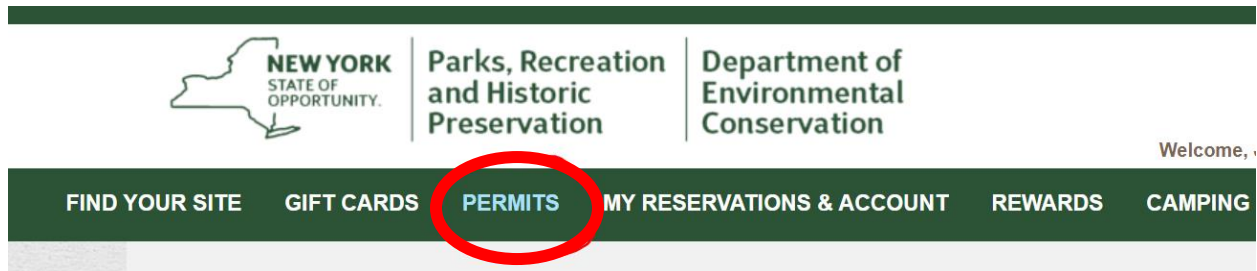 NEW YORK
STATE OF
OPPORTUNITY.
Parks, Recreation
and Historic
Preservation
Department of
Environmental
Conservation
Welcome,
FIND YOUR SITE GIFT CARDS PERMITS MY RESERVATIONS & ACCOUNT REWARDS CAMPING